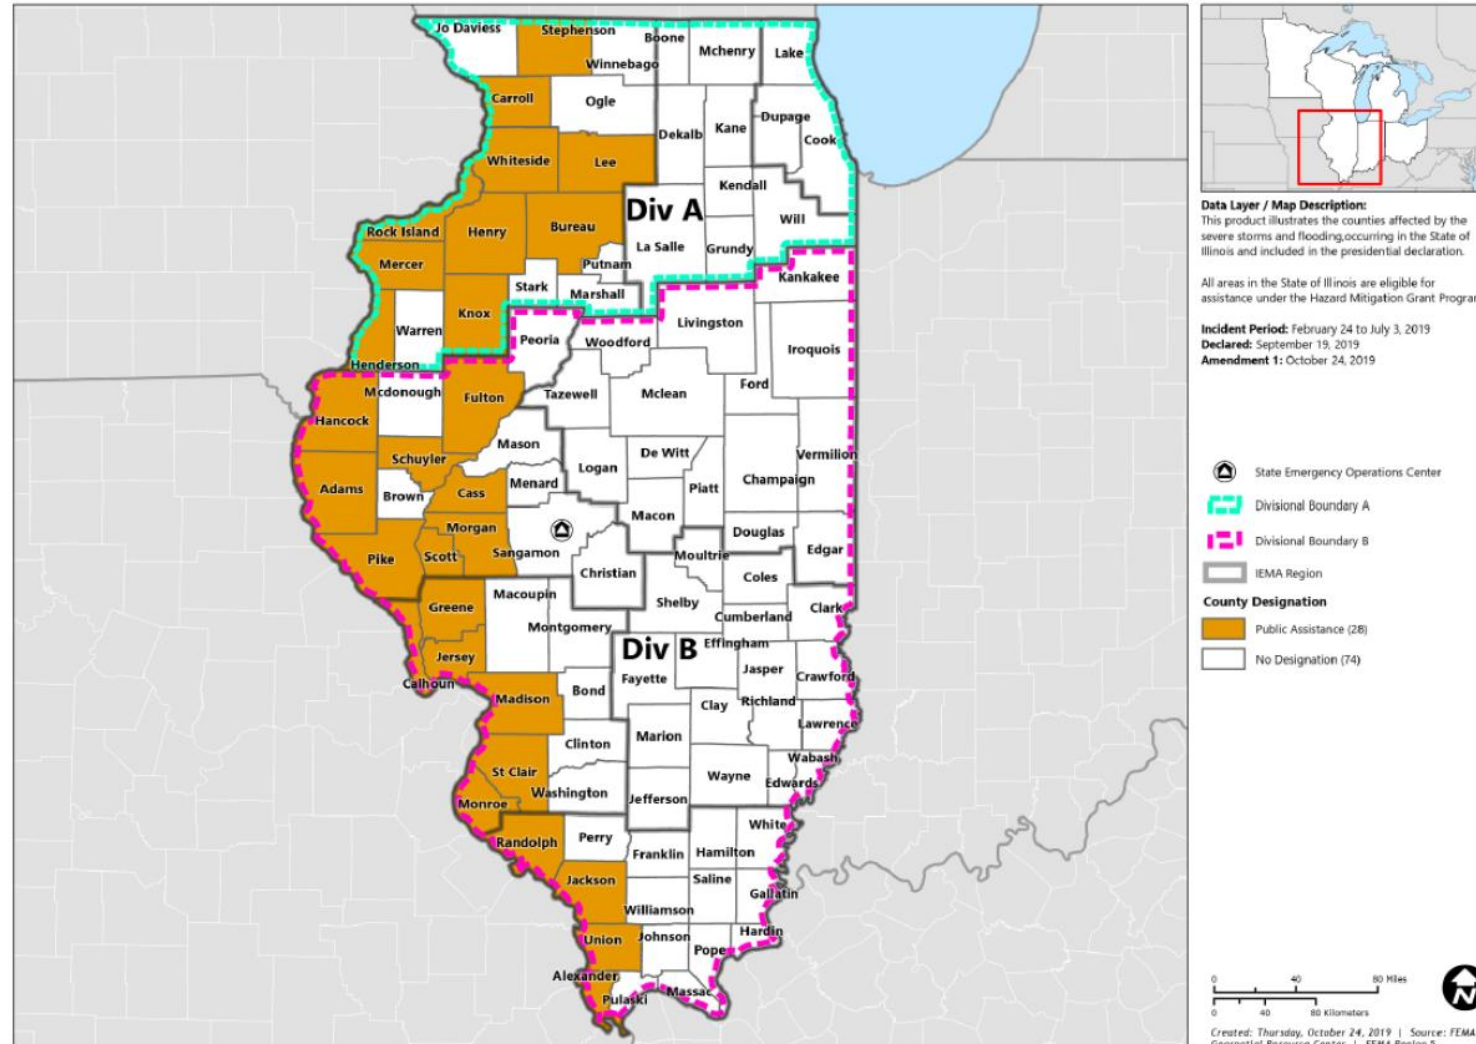 Jo Daviess
Stephenson
Winnebago
Boone
Mchenry
Lake
Carroll
Ogle
Dekalb
Kane
Dupage
Cook
Whiteside
Lee
Kendall
Will
Div A
Rock Island
Henry
Bureau
La Salle
Grundy
Mercer
Putnam
Kankakee
Stark
Marshall
Knox
Warren
Livingston
Peoria
Woodford
Iroquois
Henderson
Mcdonough
Ford
Fulton
Tazewell
Mclean
Hancock
Mason
De Witt
Vermilion
Schuyler
Logan
Adams
Brown
Cass
Menard
Piatt
Champaign
Macon
Morgan
Douglas
Pike
Scott
Sangamon
Moultrie
Edgar
Christian
Coles
Greene
Macoupin
Shelby
Clark
Cumberland
Montgomery
Effingham
Div B
Jersey
Jasper
Calhoun
Fayette
Crawford
Madison
Bond
Clay
Richland
Lawrence
Clinton
Marion
Wabash
St Clair
Wayne
Edwards
Washington
Jefferson
Monroe
White
Randolph
Perry
Franklin
Hamilton
Jackson
Saline
Gallatin
Williamson
Union
Johnson
Hardin
Pope
Alexander
Pulaski
Massac
Data Layer / Map Description:
This product illustrates the counties affected by the
severe storms and flooding,occurring in the State of
Illinois and included in the presidential declaration.
All areas in the State of Illinois are eligible for
assistance under the Hazard Mitigation Grant Progra
Incident Period: February 24 to July 3, 2019
Declared: September 19, 2019
Amendment 1: October 24, 2019
State Emergency Operations Center
Divisional Boundary A
Divisional Boundary B
IEMA Region
County Designation
Public Assistance (28)
No Designation (74)
0 40 80 Miles
0 40 80 Kilometers
N
Created: Thursday, October 24, 2019 | Source: FEMA
Geospatial Resource Center | FEMA Region 5